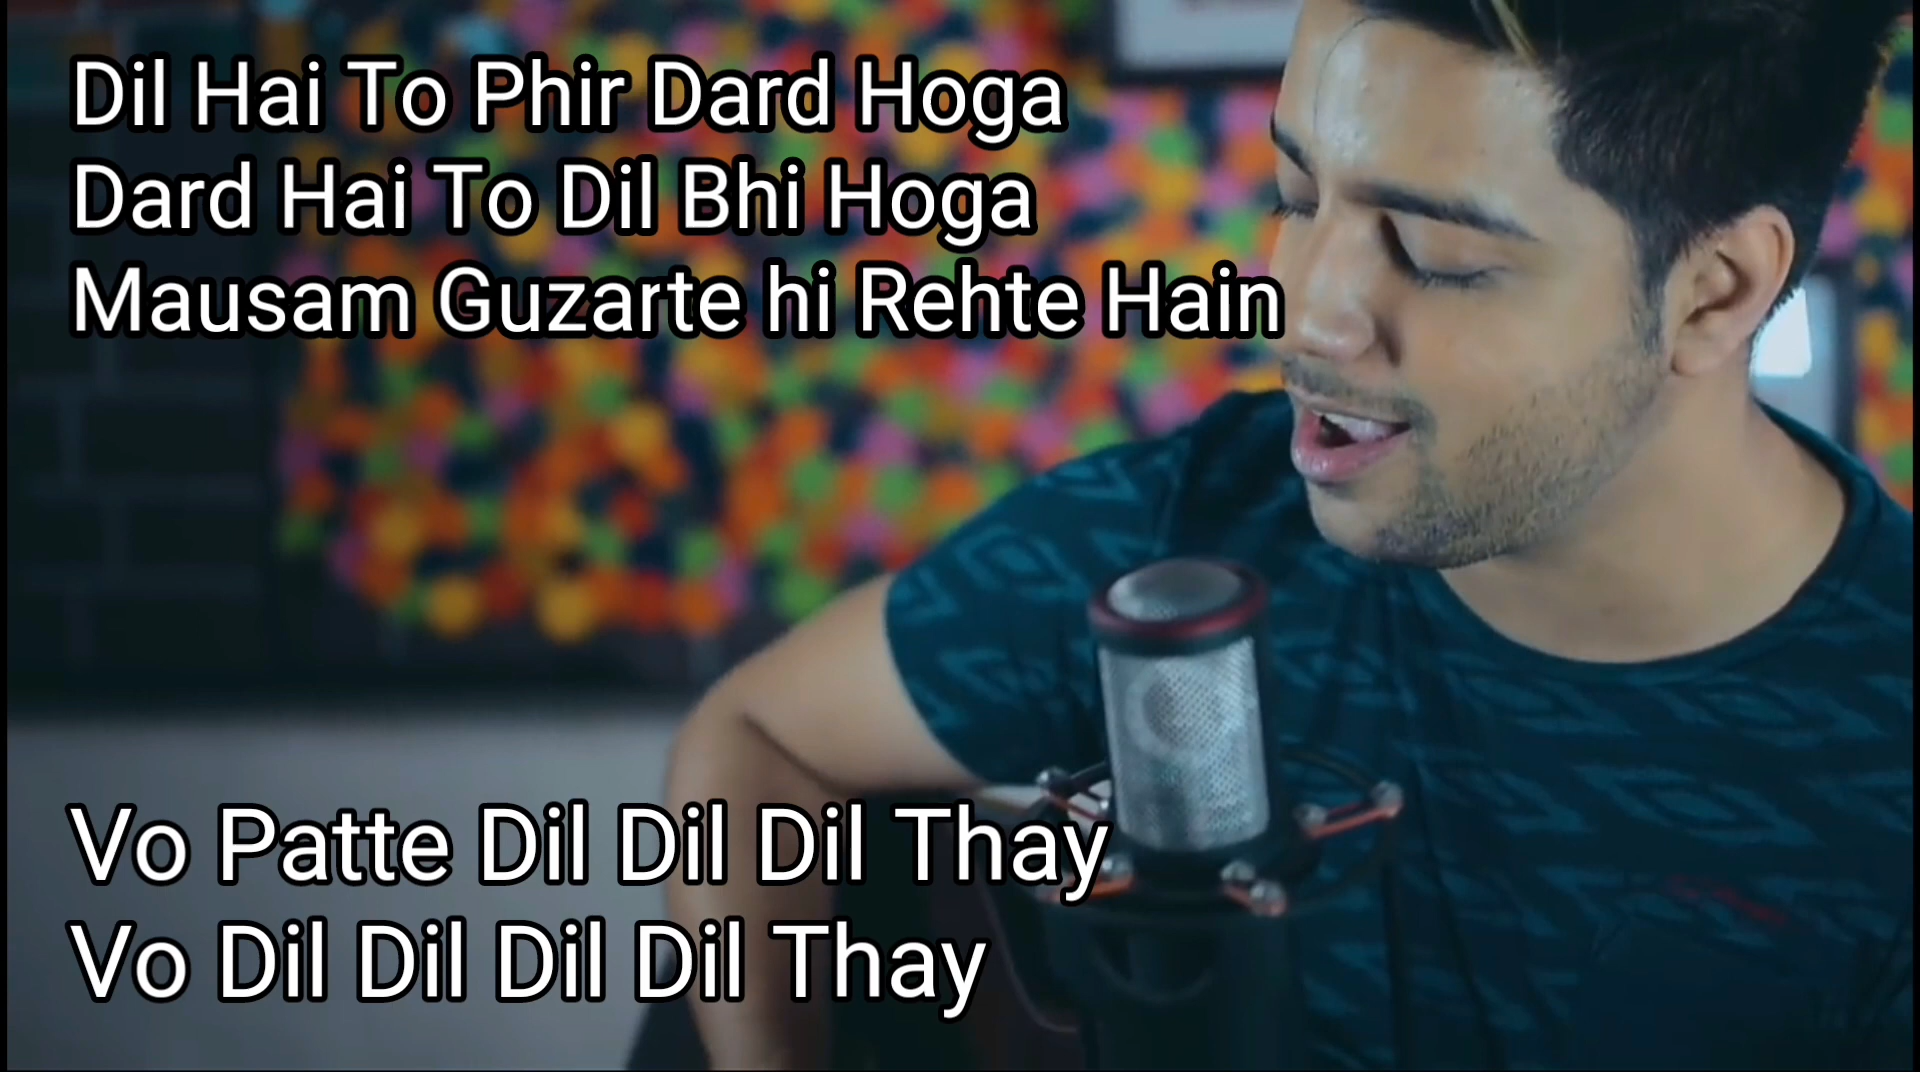 Dil Hai To Phir Dard Hoga
Dard Hai To Dil Bhi Hoga
Mausam Guzarte hi Rehte Hain
Vo Patte Dil Dil Dil Thay
Vo Dil Dil Dil Dil Thay